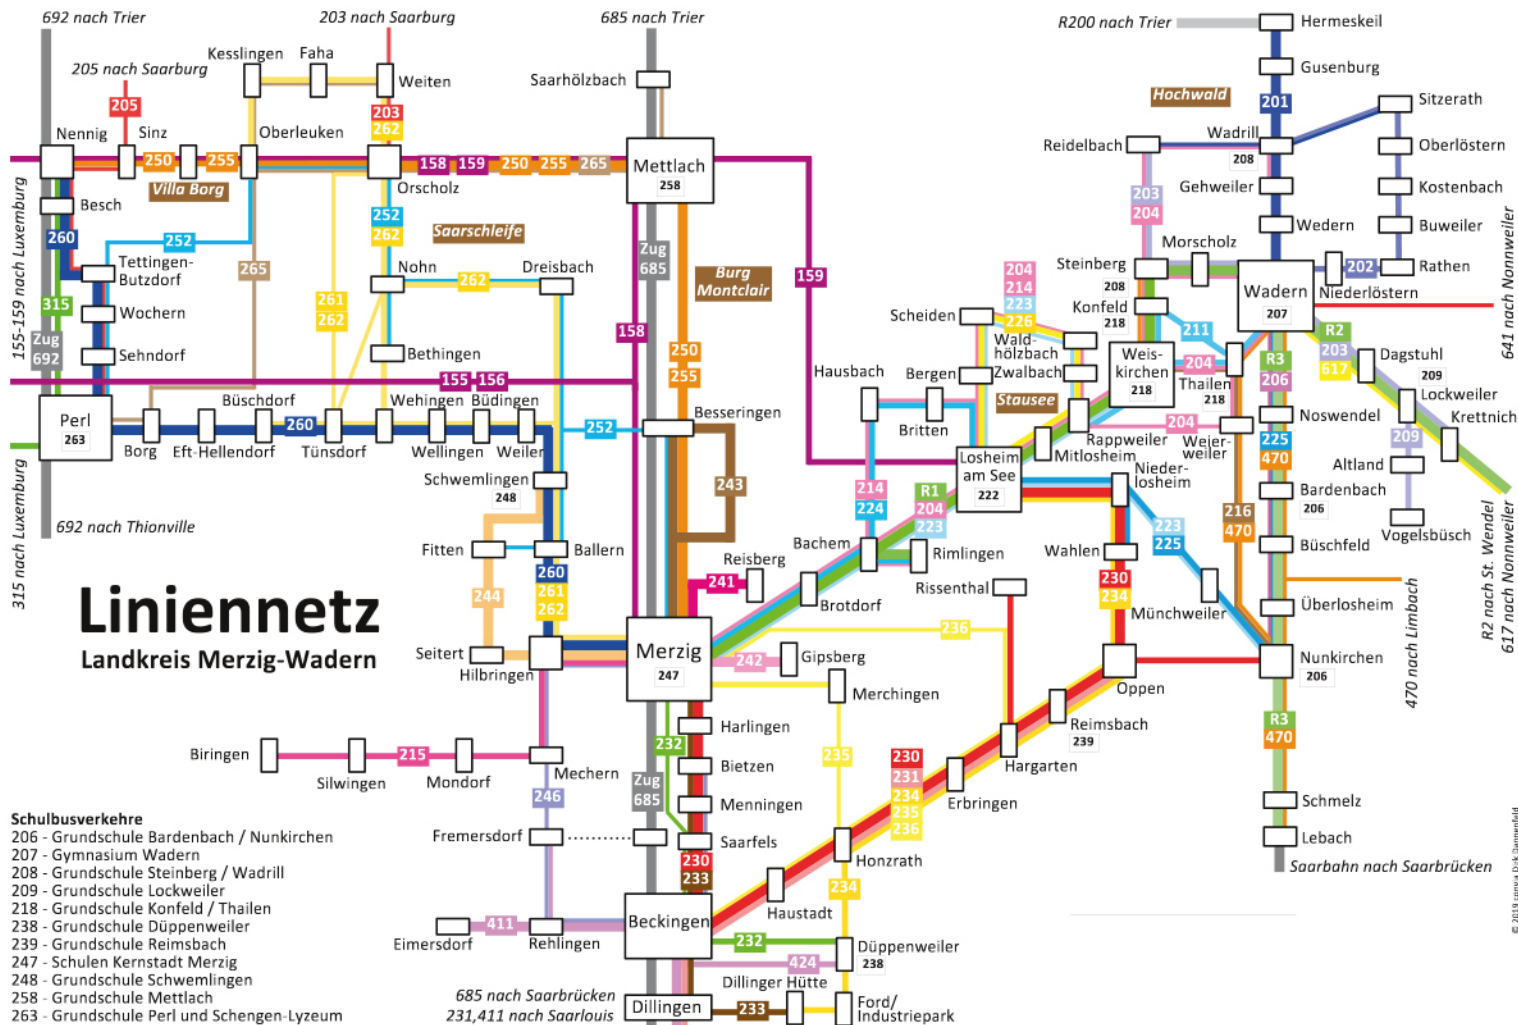 692 nach Trier
203 nach Saarburg
685 nach Trier
R200 nach Trier
Hermeskeil
Kesslingen
Faha
205 nach Saarburg
Weiten
Saarhölzbach
Gusenburg
Hochwald
201
Sitzerath
205
203
262
Nennig
Sinz
Oberleuken
Reidelbach
Wadrill
208
Oberlöstern
250
255
158
159
250
255
265
Mettlach
258
Villa Borg
Orscholz
Gehweiler
Kostenbach
155-159 nach Luxemburg
Besch
203
204
252
262
Saarschleife
Wedern
Buweiler
260
252
Zug
685
Morscholz
641 nach Nonnweiler
Tettingen-
Butzdorf
265
Nohn
262
Dreisbach
Burg
Montclair
159
204
214
223
226
Steinberg
208
202
Rathen
Niederlöstern
315
261
262
Konfeld
218
Wadern
207
Wochern
Scheiden
211
Zug
692
158
Wald-
hölzbach
R2
203
617
Sehndorf
Bethingen
250
255
Weis-
kirchen
218
204
R3
206
Dagstuhl
209
Hausbach
Bergen
Zwalbach
Thailen
218
155
156
Stausee
Lockweiler
Perl
263
Büschdorf
Wehingen
Büdingen
Besseringen
Noswendel
Krettnich
260
252
Britten
Rappweiler
204
Weier-
weiler
225
470
209
Borg
Eft-Hellendorf
Tünsdorf
Wellingen
Weiler
Losheim
am See
222
Mitlosheim
Altland
315 nach Luxemburg
Schwemlingen
248
243
214
224
R1
204
223
Nieder-
losheim
Bardenbach
206
692 nach Thionville
216
470
223
225
Vogelsbüsch
R2 nach St. Wendel
617 nach Nonnweiler
Fitten
Ballern
Bachem
Rimlingen
Wahlen
Büschfeld
Reisberg
260
261
262
241
Rissenthal
230
234
244
Brotdorf
Münchweiler
Überlosheim
470 nach Limbach
Liniennetz
Landkreis Merzig-Wadern
236
Seitert
Hilbringen
Merzig
247
242
Gipsberg
Nunkirchen
206
Oppen
Merchingen
Harlingen
Reimsbach
239
R3
470
232
Biringen
215
Bietzen
235
230
231
234
235
236
Hargarten
Silwingen
Mondorf
Mechern
Zug
685
246
Menningen
Erbringen
Schmelz
Schulbusverkehre
206 - Grundschule Bardenbach / Nunkirchen
Fremersdorf
Saarfels
Lebach
207 - Gymnasium Wadern
230
233
Honzrath
Saarbahn nach Saarbrücken
208 - Grundschule Steinberg / Wadrill
234
209 - Grundschule Lockweiler
Haustadt
218 - Grundschule Konfeld / Thailen
411
Beckingen
238 - Grundschule Düppenweiler
Eimersdorf
Rehlingen
232
Düppenweiler
238
239 - Grundschule Reimsbach
247 - Schulen Kernstadt Merzig
424
248 - Grundschule Schwemlingen
Dillinger Hütte
258 - Grundschule Mettlach
685 nach Saarbrücken
Dillingen
233
Ford/
Industriepark
263 - Grundschule Perl und Schengen-Lyzeum
231,411 nach Saarlouis